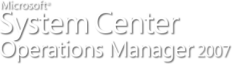 Microsoft®
System Center
Operations Manager 2007